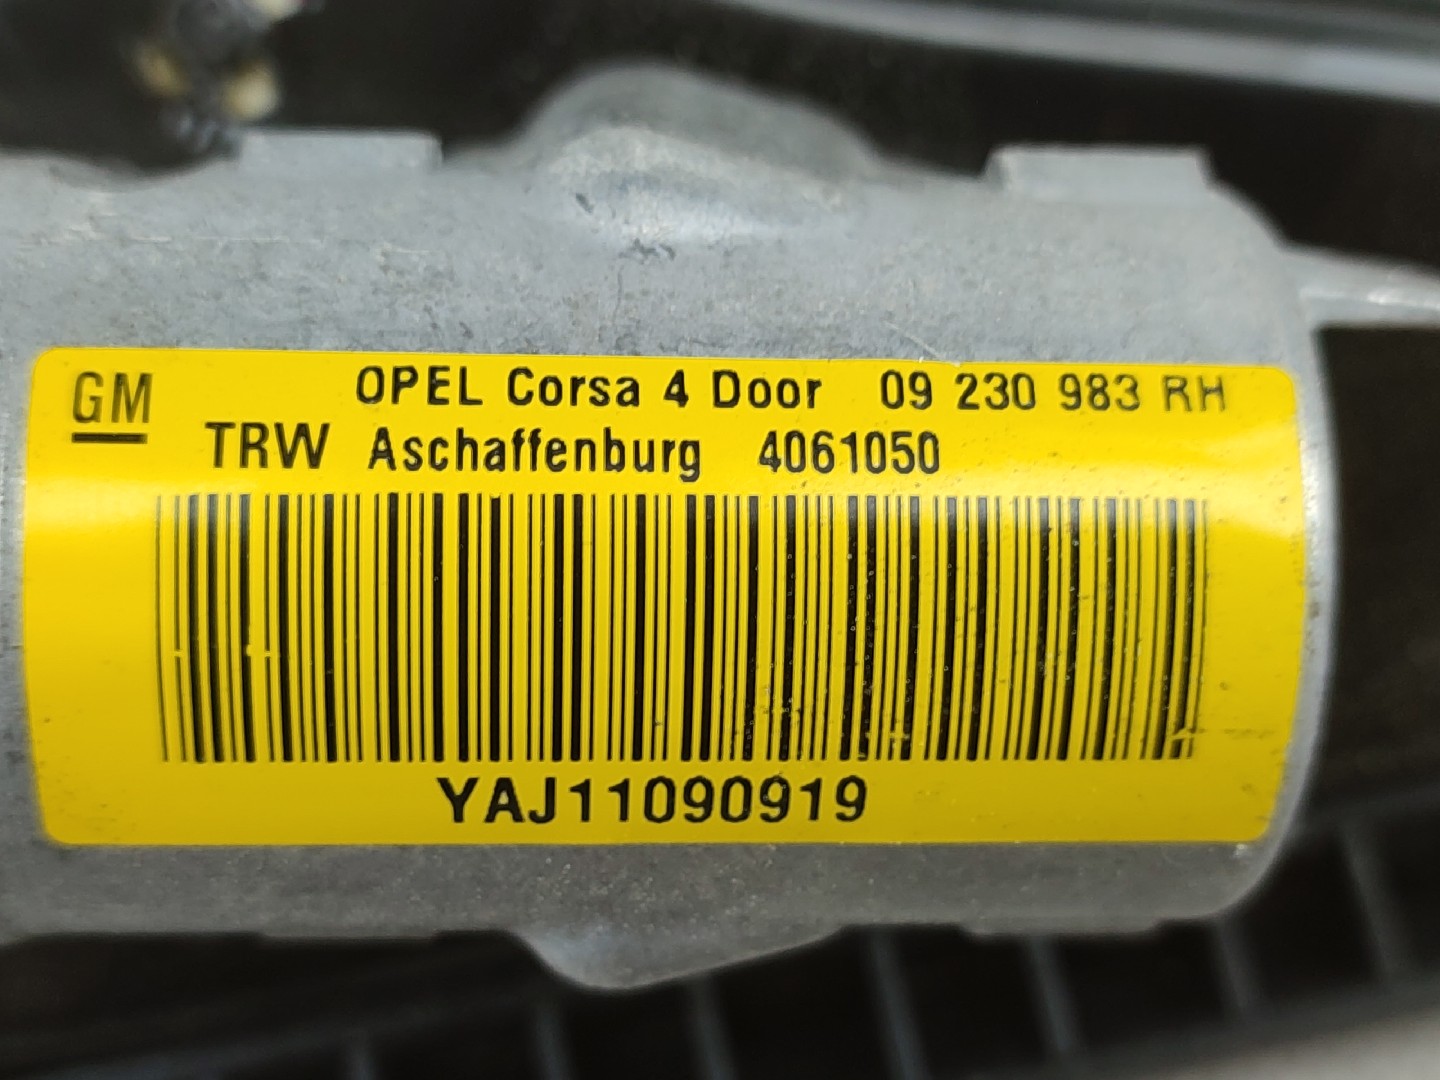 GM OPEL Corsa 4 Door 09 230 983 RH
TRW Aschaffenburg 4061050
YAJ11090919